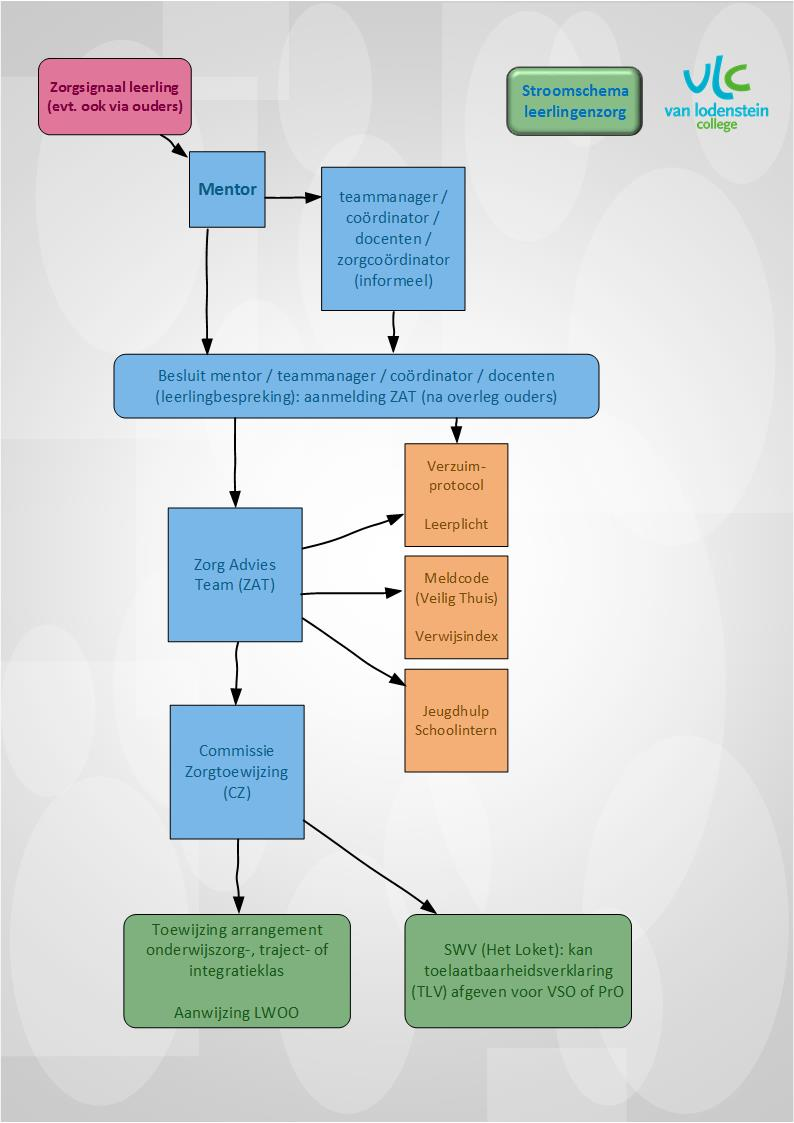 Zorgsignaal leerling
(evt. ook via ouders)
Stroomschema
leerlingenzorg
vlc
van lodenstein
college
Mentor
teammanager /
coördinator /
docenten /
zorgcoördinator
(informeel)
Besluit mentor / teammanager / coördinator / docenten
(leerlingbespreking): aanmelding ZAT (na overleg ouders)
Verzuim-
protocol
Leerplicht
Zorg Advies
Team (ZAT)
Meldcode
(Veilig Thuis)
Verwijsindex
Jeugdhulp
Schoolintern
Commissie
Zorgtoewijzing
(CZ)
Toewijzing arrangement
onderwijszorg-, traject- of
integratieklas
Aanwijzing LWOO
SWV (Het Loket): kan
toelaatbaarheidsverklaring
(TLV) afgeven voor VSO of PrO